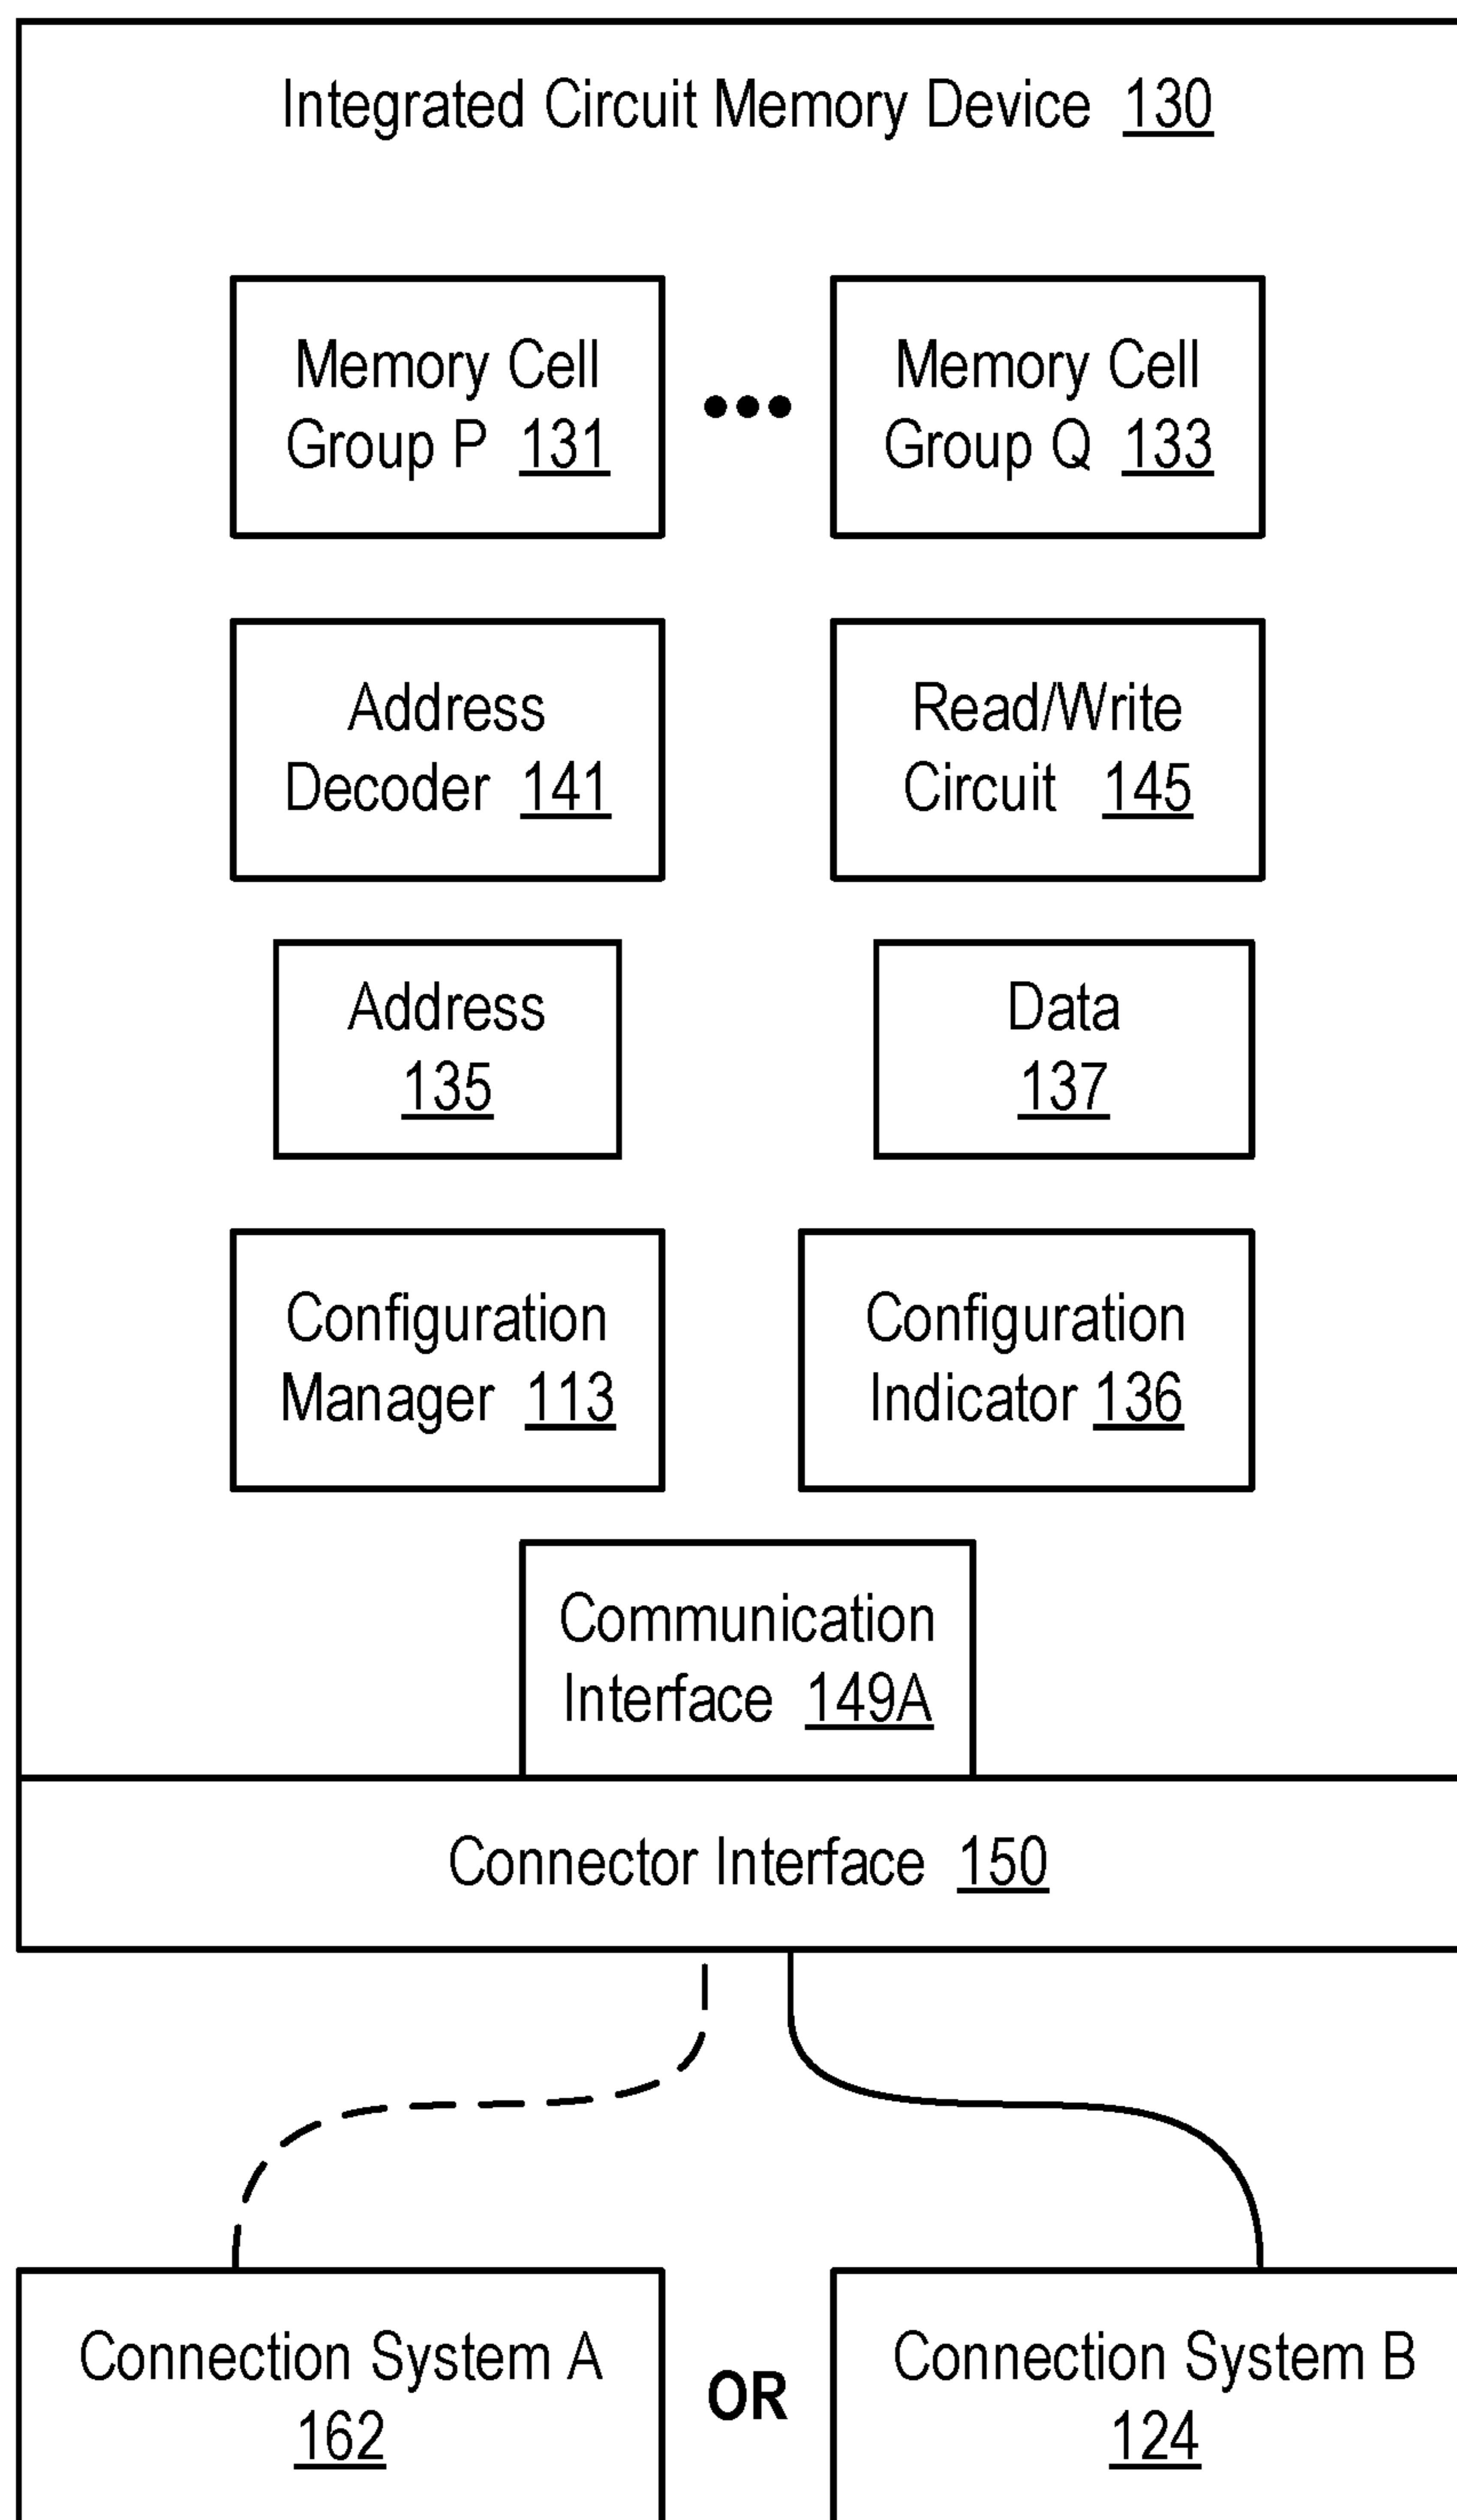 Integrated Circuit Memory Device 130
Memory Cell
Group P 131
Memory Cell
Group Q 133
Address
Decoder 141
Read/Write
Circuit 145
Address
135
Data
137
Configuration
Manager 113
Configuration
Indicator 136
Communication
Interface 149A
Connector Interface 150
Connection System A
162
OR
Connection System B
124